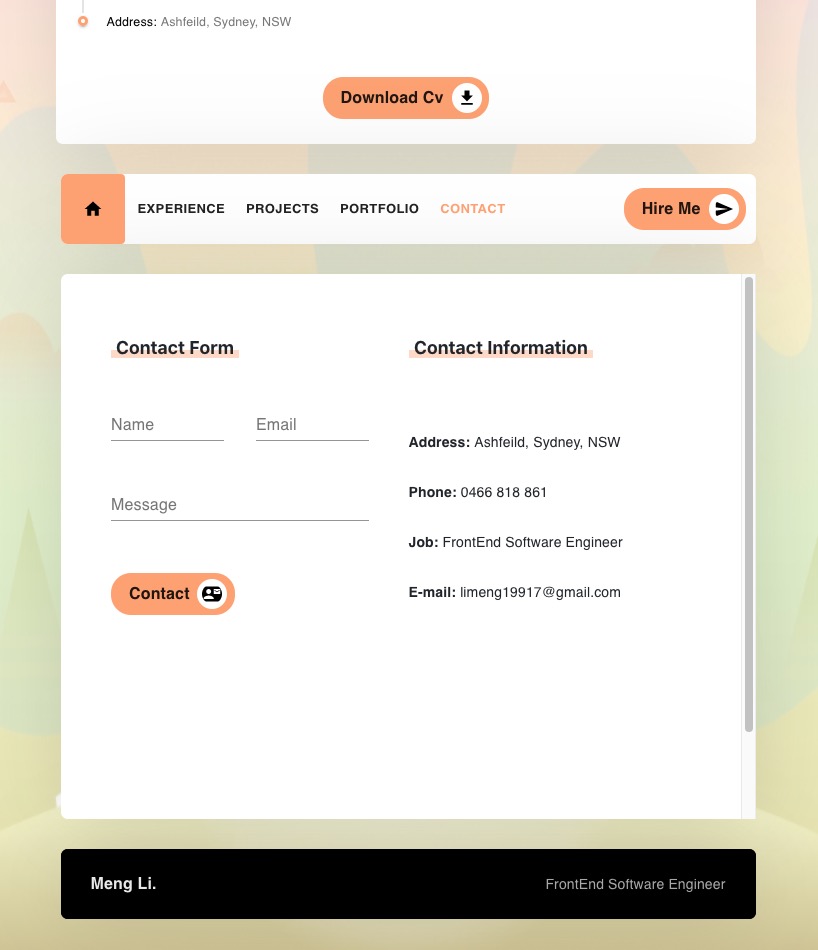 Address: Ashfeild, Sydney, NSW
Download Cv
EXPERIENCE PROJECTS PORTFOLIO CONTACT Hire Me
Contact Form
Contact Information
Name Email
Address: Ashfeild, Sydney, NSW
Phone: 0466 818 861
Message
Job: FrontEnd Software Engineer
Contact
E-mail: limeng19917@gmail.com
Meng Li. FrontEnd Software Engineer